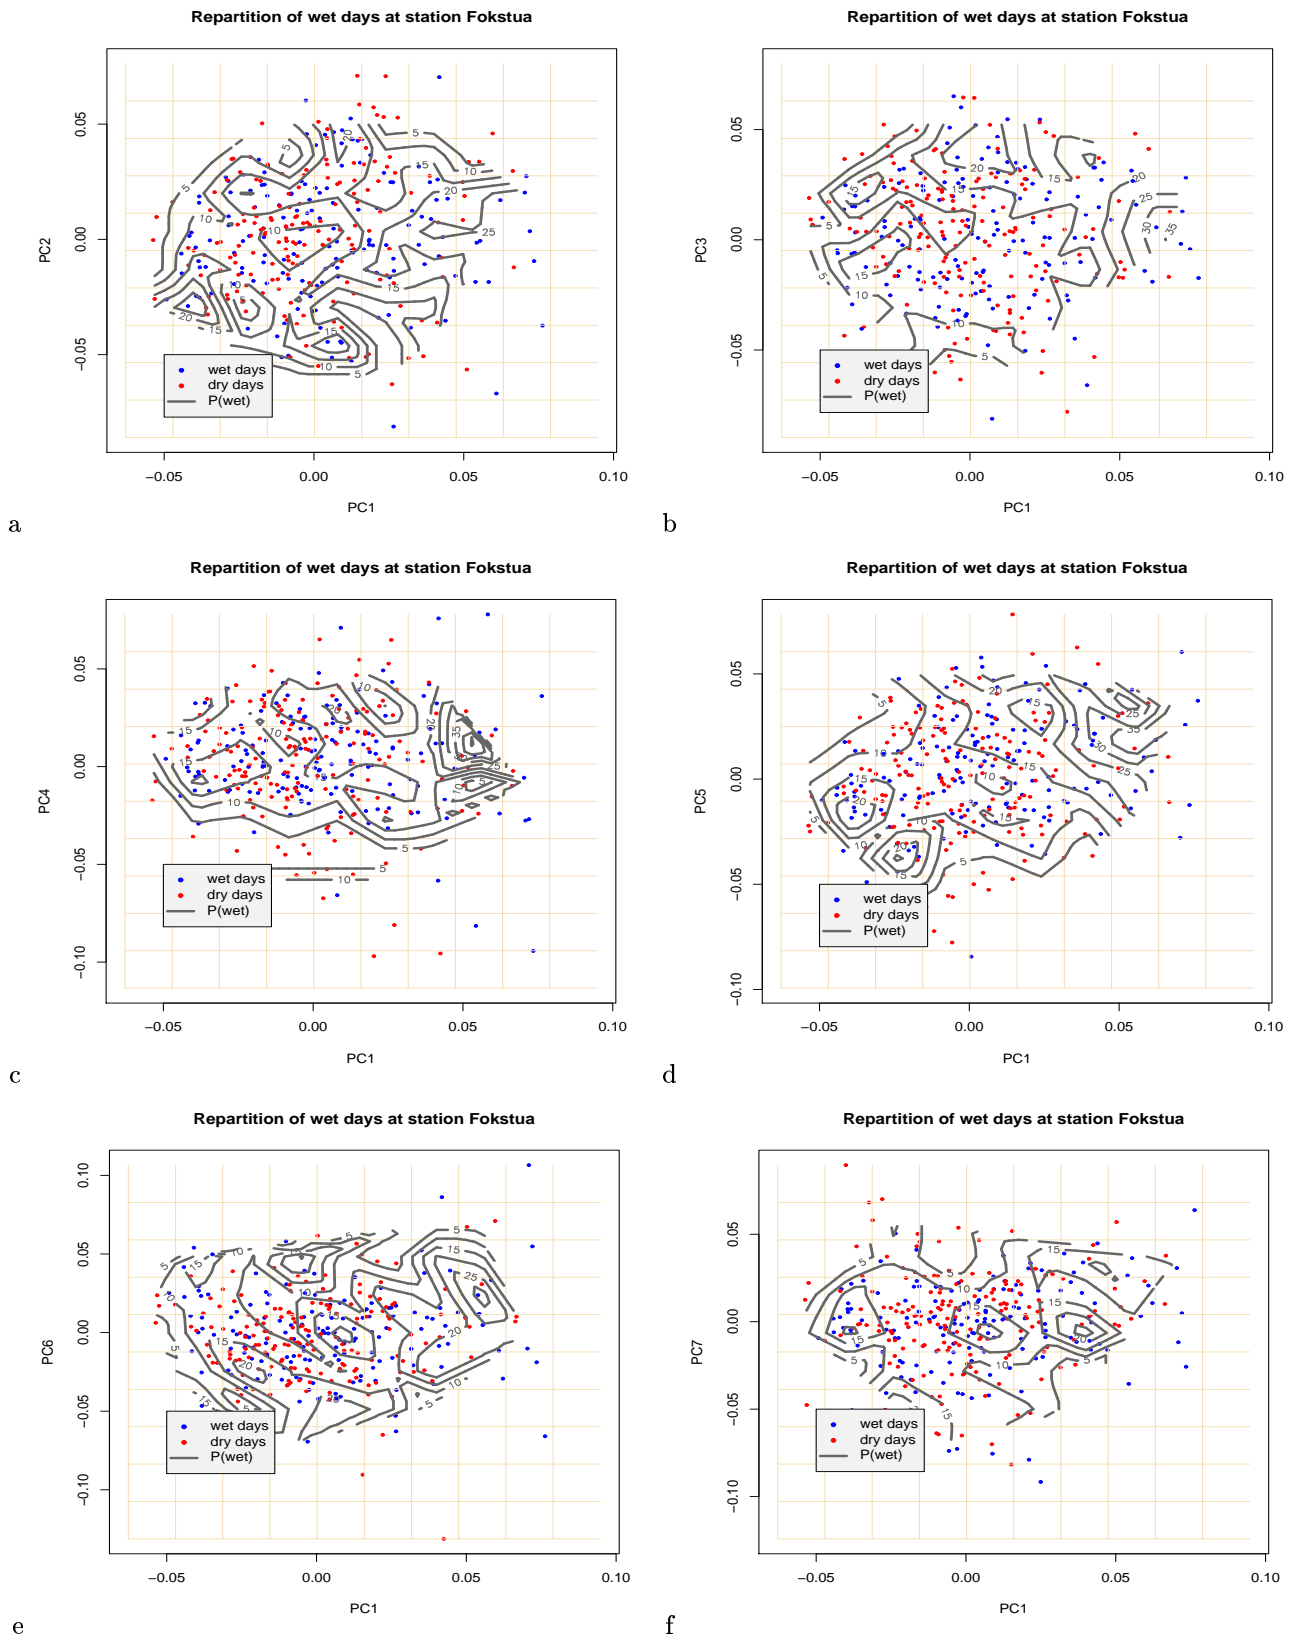 Repartition of wet days at station Fokstua
Repartition of wet days at station Fokstua
PC2
0.05
0.00
−0.05
wet days
dry days
P(wet)
−0.05 0.00 0.05 0.10
PC1
a
PC3
0.05
0.00
−0.05
wet days
dry days
P(wet)
−0.05 0.00 0.05 0.10
PC1
b
Repartition of wet days at station Fokstua
Repartition of wet days at station Fokstua
PC4
0.05
0.00
−0.05
−0.10
wet days
dry days
P(wet)
−0.05 0.00 0.05 0.10
PC1
c
PC5
0.05
0.00
−0.05
−0.10
wet days
dry days
P(wet)
−0.05 0.00 0.05 0.10
PC1
d
Repartition of wet days at station Fokstua
Repartition of wet days at station Fokstua
PC6
0.10
0.05
0.00
−0.05
−0.10
wet days
dry days
P(wet)
−0.05 0.00 0.05 0.10
PC1
e
PC7
0.05
0.00
−0.05
−0.10
wet days
dry days
P(wet)
−0.05 0.00 0.05 0.10
PC1
f